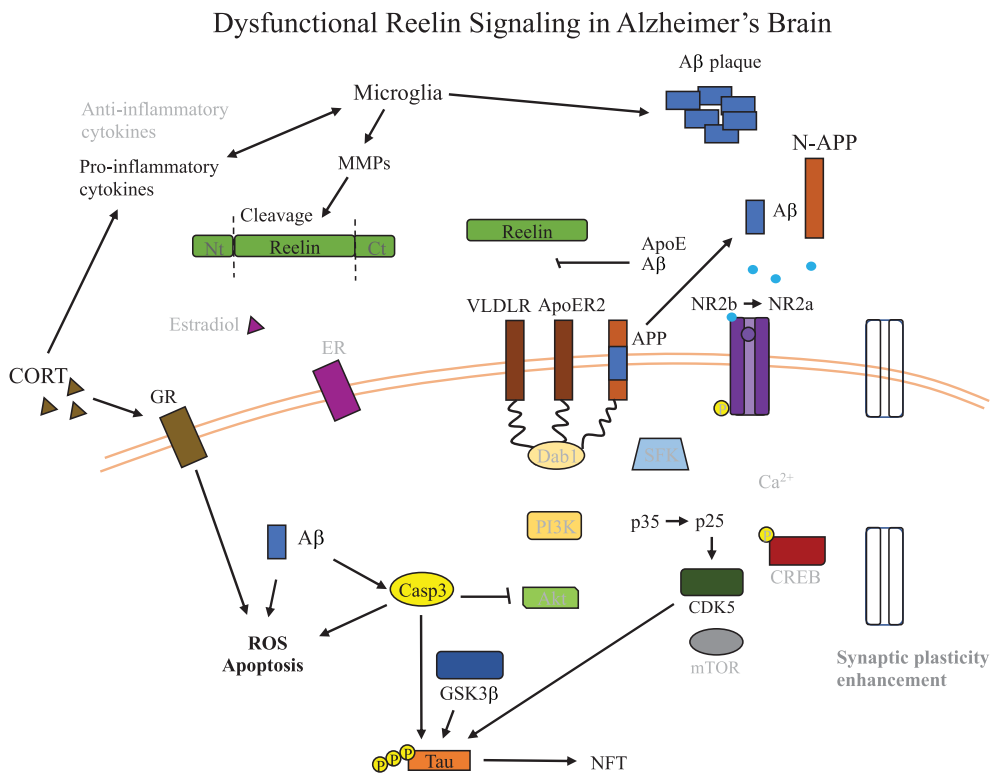 Dysfunctional Reelin Signaling in Alzheimer's Brain
Aβ plaque
Microglia
Anti-inflammatory
cytokines
Pro-inflammatory
cytokines
MMPs
N-APP
Aβ
Cleavage
Nt
Reelin
Ct
Reelin
ApoE
Aβ
Estradiol
VLDLR
ApoER2
APP
NR2b
NR2a
ER
CORT
GR
P
Dab1
SFK
Ca²⁺
PI3K
p35
p25
P
CREB
Aβ
Casp3
Akt
CDK5
mTOR
ROS
Apoptosis
GSK3β
Synaptic plasticity
enhancement
P
P
P
Tau
NFT